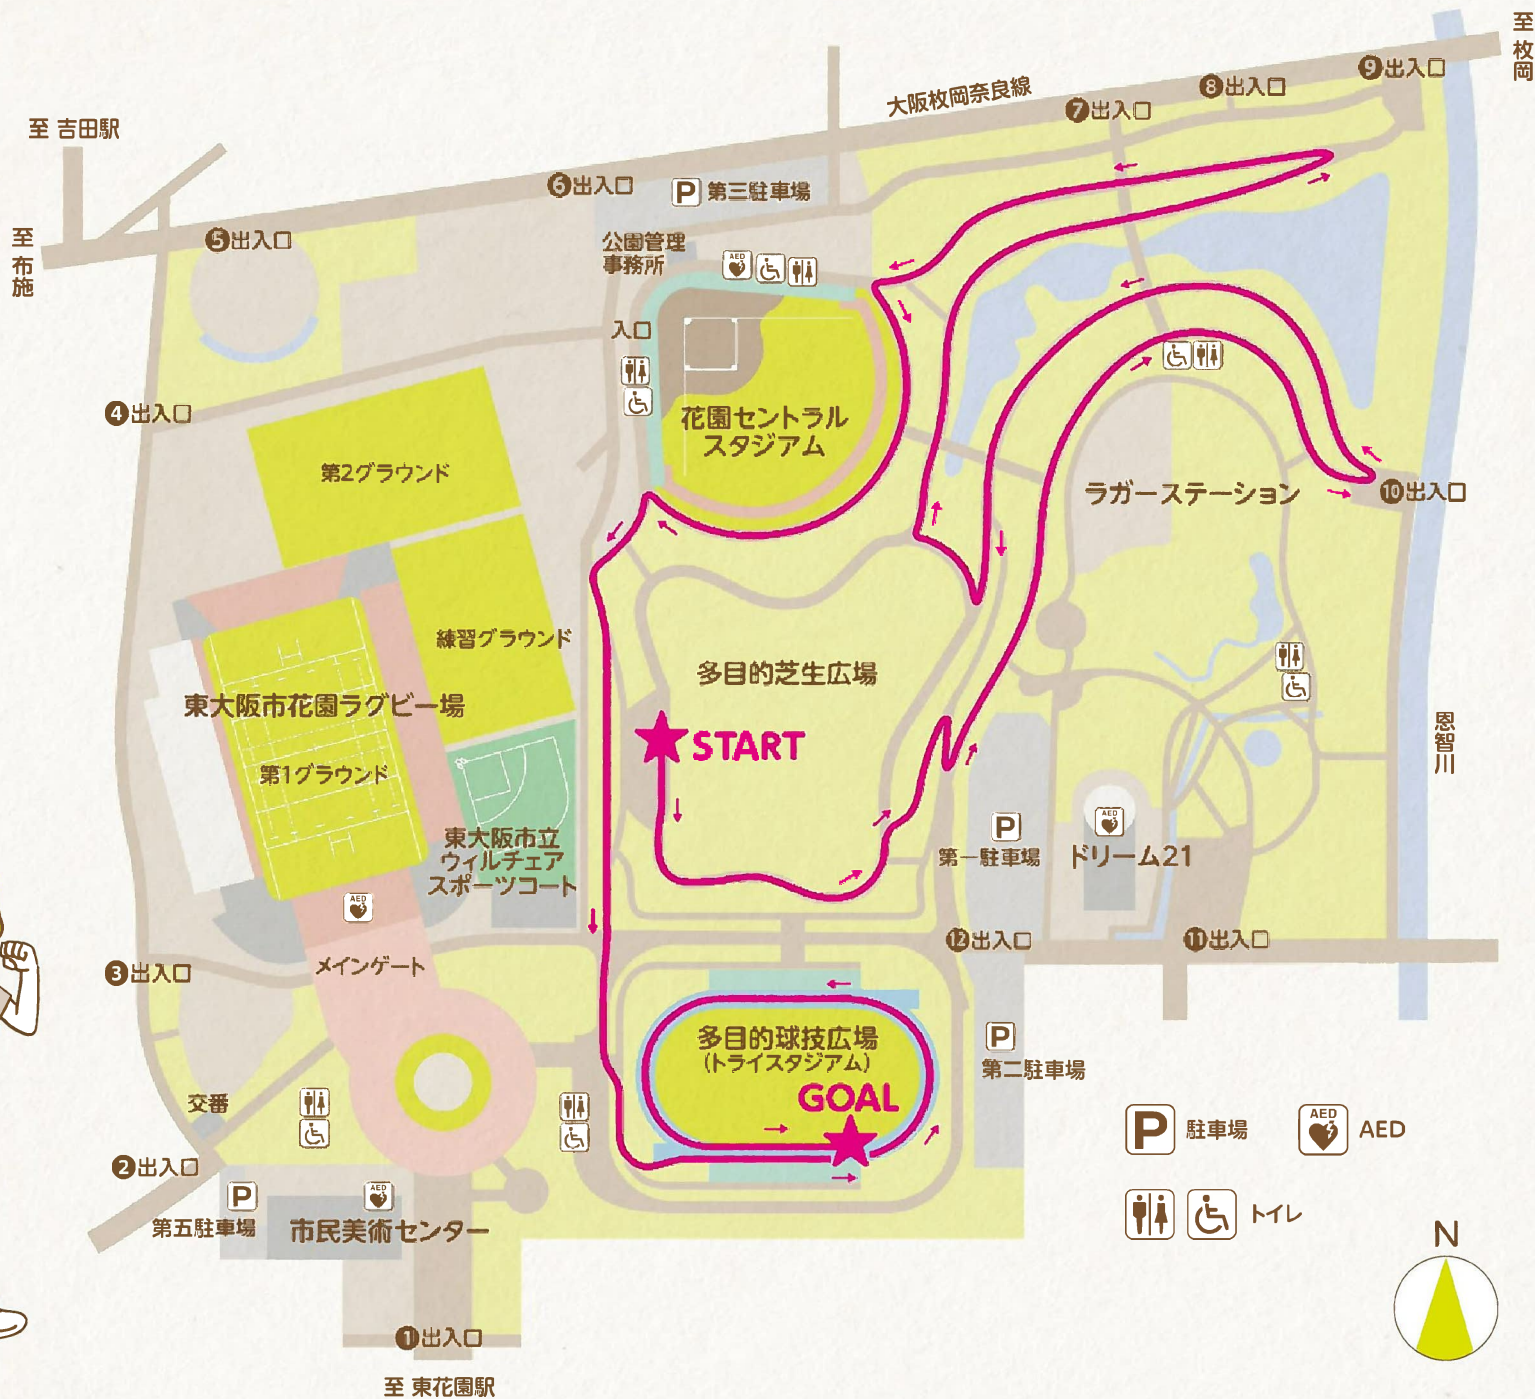 至 枚岡
⑨出入口
⑧出入口
大阪枚岡奈良線
⑦出入口
至 吉田駅
⑥出入口
P 第三駐車場
至 布施
⑤出入口
公園管理
事務所
AED
入口
④出入口
花園セントラル
スタジアム
第2グラウンド
ラガーステーション
⑩出入口
練習グラウンド
多目的芝生広場
東大阪市花園ラグビー場
START
恩智川
第1グラウンド
東大阪市立
ウィルチェア
スポーツコート
P
第一駐車場
AED
ドリーム21
AED
⑫出入口
⑪出入口
メインゲート
③出入口
多目的球技広場
(トライスタジアム)
P
第二駐車場
GOAL
交番
②出入口
P
第五駐車場
AED
市民美術センター
P 駐車場
AED AED
トイレ
N
①出入口
至 東花園駅